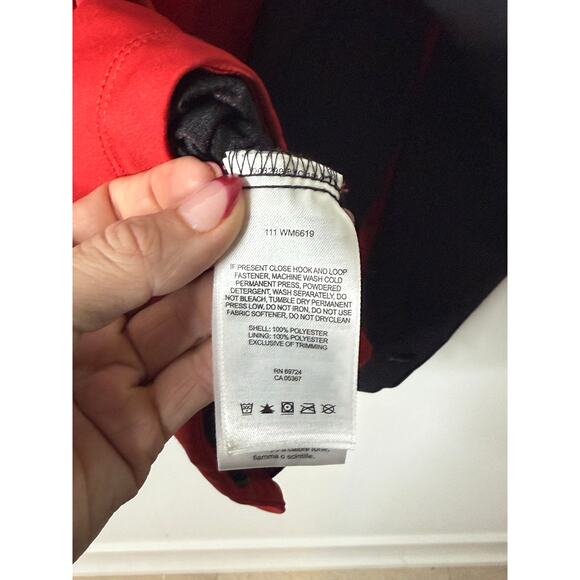 111 WM6619
IF PRESENT CLOSE HOOK AND LOOP
FASTENER, MACHINE WASH COLD
PERMANENT PRESS, POWDERED
DETERGENT, WASH SEPARATELY, DO
NOT BLEACH, TUMBLE DRY PERMANENT
PRESS LOW, DO NOT IRON, DO NOT USE
FABRIC SOFTENER, DO NOT DRYCLEAN
SHELL: 100% POLYESTER
LINING: 100% POLYESTER
EXCLUSIVE OF TRIMMING
RN 69724
CA 05367
fiamma o scintille.